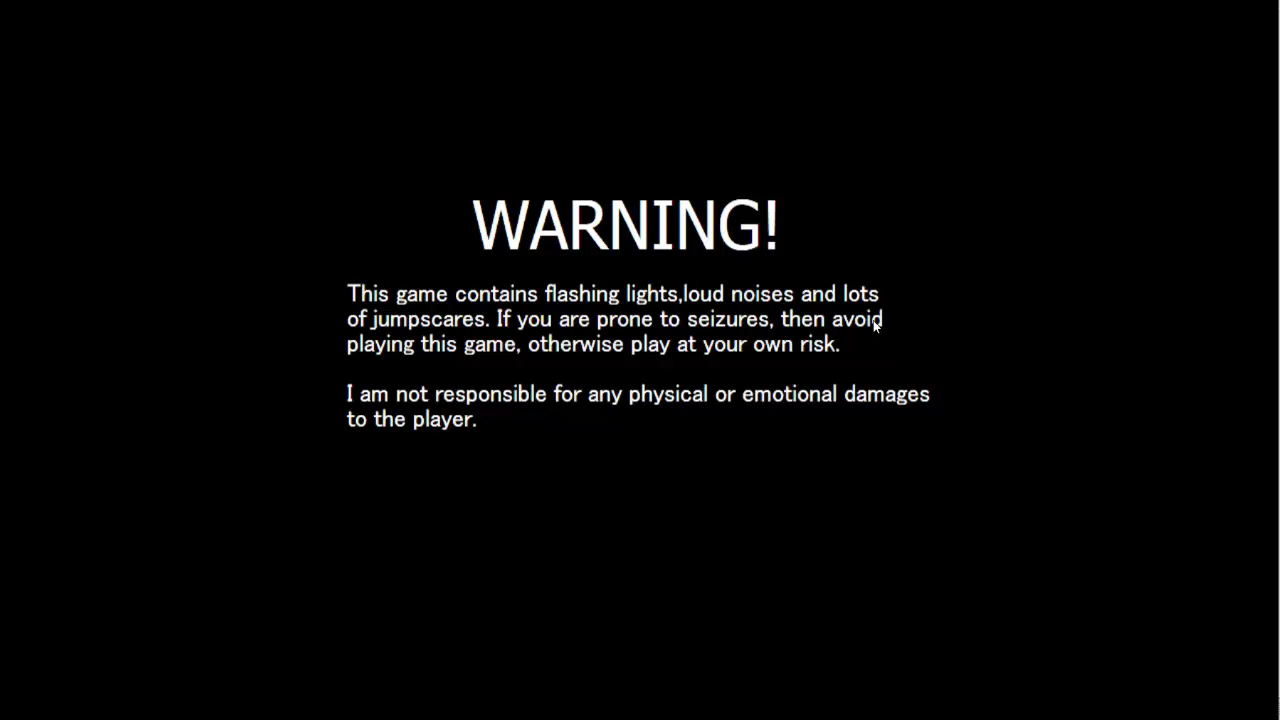 WARNING!
This game contains flashing lights,loud noises and lots
of jumpscares. If you are prone to seizures, then avoid
playing this game, otherwise play at your own risk.
I am not responsible for any physical or emotional damages
to the player.